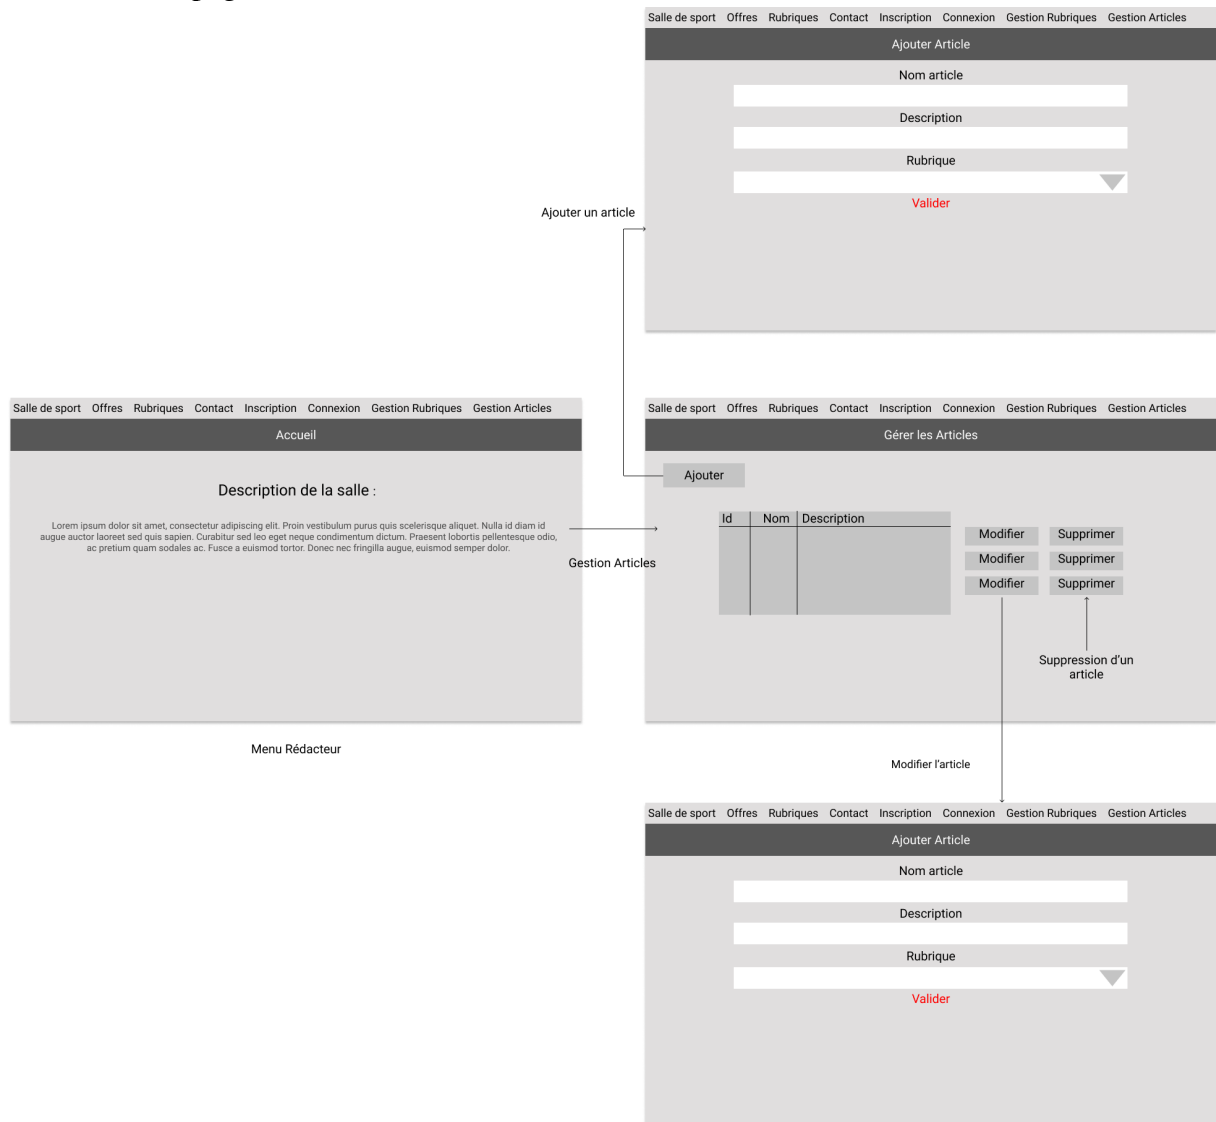 Salle de sport Offres Rubriques Contact Inscription Connexion Gestion Rubriques Gestion Articles
Ajouter Article
Nom article
Description
Rubrique
Valider
Ajouter un article
Salle de sport Offres Rubriques Contact Inscription Connexion Gestion Rubriques Gestion Articles
Accueil
Description de la salle :
Lorem ipsum dolor sit amet, consectetur adipiscing elit. Proin vestibulum purus quis scelerisque aliquet. Nulla id diam id
augue auctor laoreet sed quis sapien. Curabitur sed leo eget neque condimentum dictum. Praesent lobortis pellentesque odio,
ac pretium quam sodales ac. Fusce a euismod tortor. Donec nec fringilla augue, euismod semper dolor.
Menu Rédacteur
Gestion Articles
Salle de sport Offres Rubriques Contact Inscription Connexion Gestion Rubriques Gestion Articles
Gérer les Articles
Ajouter
Id Nom Description
Modifier Supprimer
Modifier Supprimer
Modifier Supprimer
Suppression d'un
article
Modifier l'article
Salle de sport Offres Rubriques Contact Inscription Connexion Gestion Rubriques Gestion Articles
Ajouter Article
Nom article
Description
Rubrique
Valider